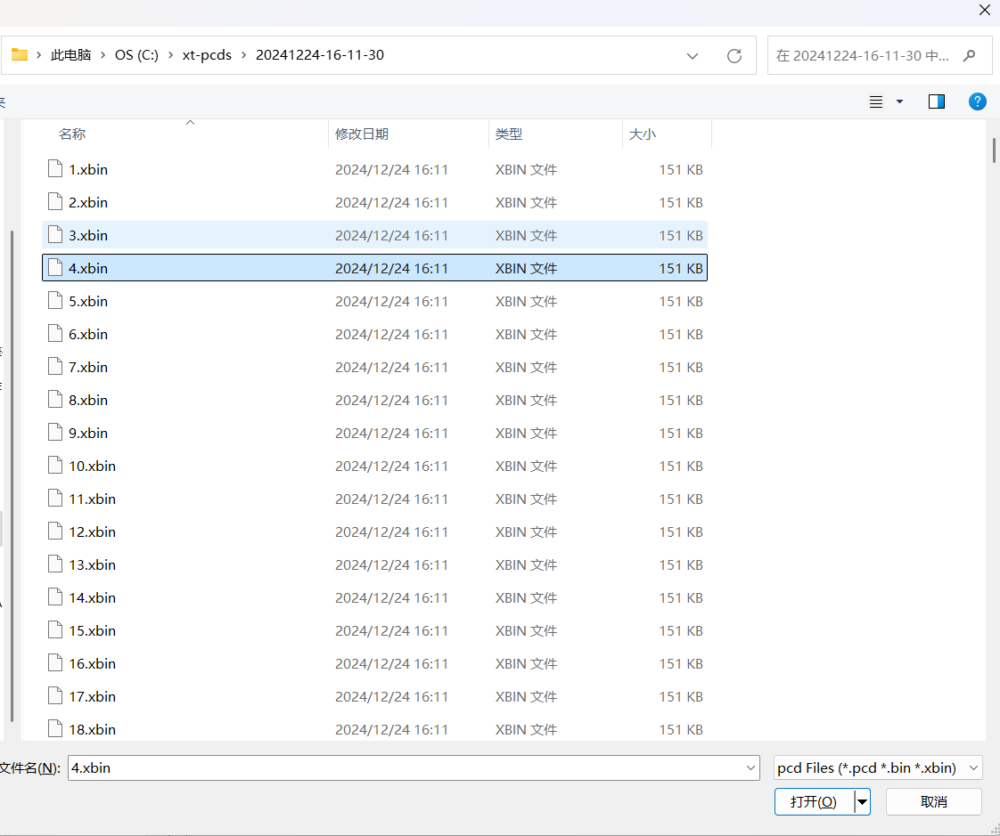 此电脑 > OS (C:) > xt-pcds > 20241224-16-11-30
在 20241224-16-11-30 中...
名称 修改日期 类型 大小
1.xbin 2024/12/24 16:11 XBIN 文件 151 KB
2.xbin 2024/12/24 16:11 XBIN 文件 151 KB
3.xbin 2024/12/24 16:11 XBIN 文件 151 KB
4.xbin 2024/12/24 16:11 XBIN 文件 151 KB
5.xbin 2024/12/24 16:11 XBIN 文件 151 KB
6.xbin 2024/12/24 16:11 XBIN 文件 151 KB
7.xbin 2024/12/24 16:11 XBIN 文件 151 KB
8.xbin 2024/12/24 16:11 XBIN 文件 151 KB
9.xbin 2024/12/24 16:11 XBIN 文件 151 KB
10.xbin 2024/12/24 16:11 XBIN 文件 151 KB
11.xbin 2024/12/24 16:11 XBIN 文件 151 KB
12.xbin 2024/12/24 16:11 XBIN 文件 151 KB
13.xbin 2024/12/24 16:11 XBIN 文件 151 KB
14.xbin 2024/12/24 16:11 XBIN 文件 151 KB
15.xbin 2024/12/24 16:11 XBIN 文件 151 KB
16.xbin 2024/12/24 16:11 XBIN 文件 151 KB
17.xbin 2024/12/24 16:11 XBIN 文件 151 KB
18.xbin 2024/12/24 16:11 XBIN 文件 151 KB
文件名(N): 4.xbin pcd Files (*.pcd *.bin *.xbin)
打开(O) 取消